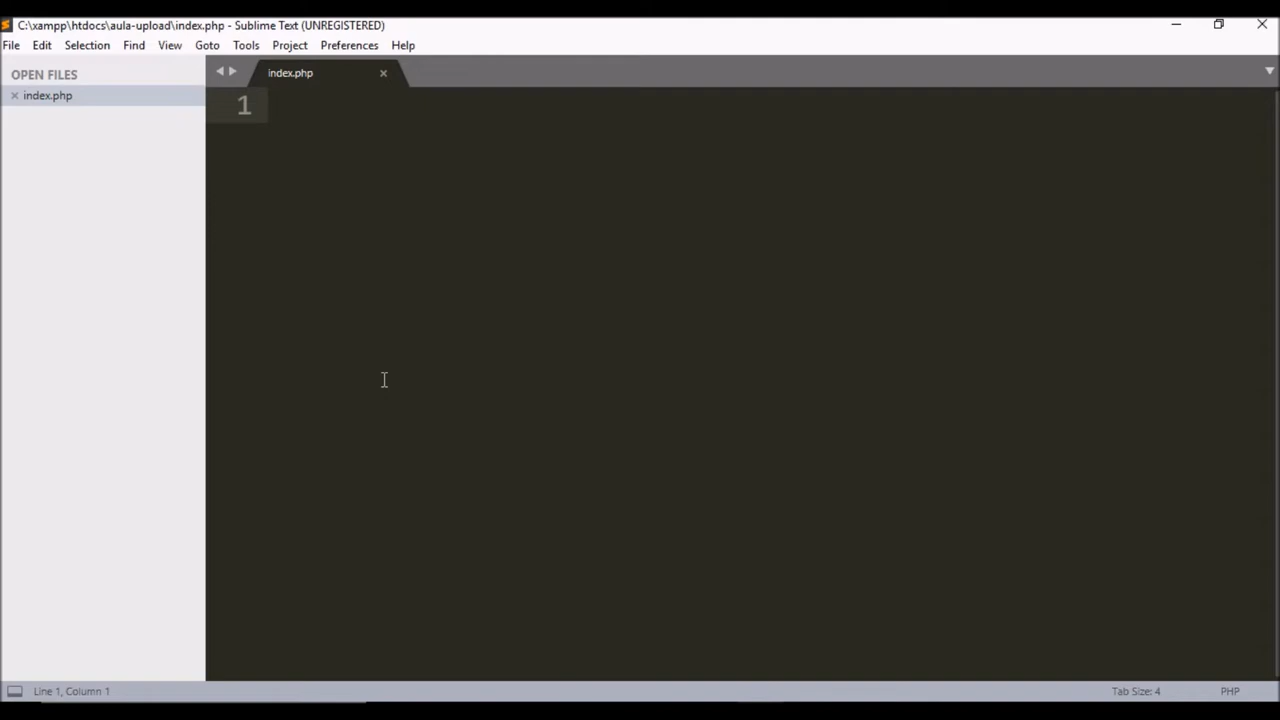 C:\xampp\htdocs\aula-upload\index.php - Sublime Text (UNREGISTERED)
File Edit Selection Find View Goto Tools Project Preferences Help
OPEN FILES
index.php
index.php
1
Line 1, Column 1
Tab Size: 4
PHP